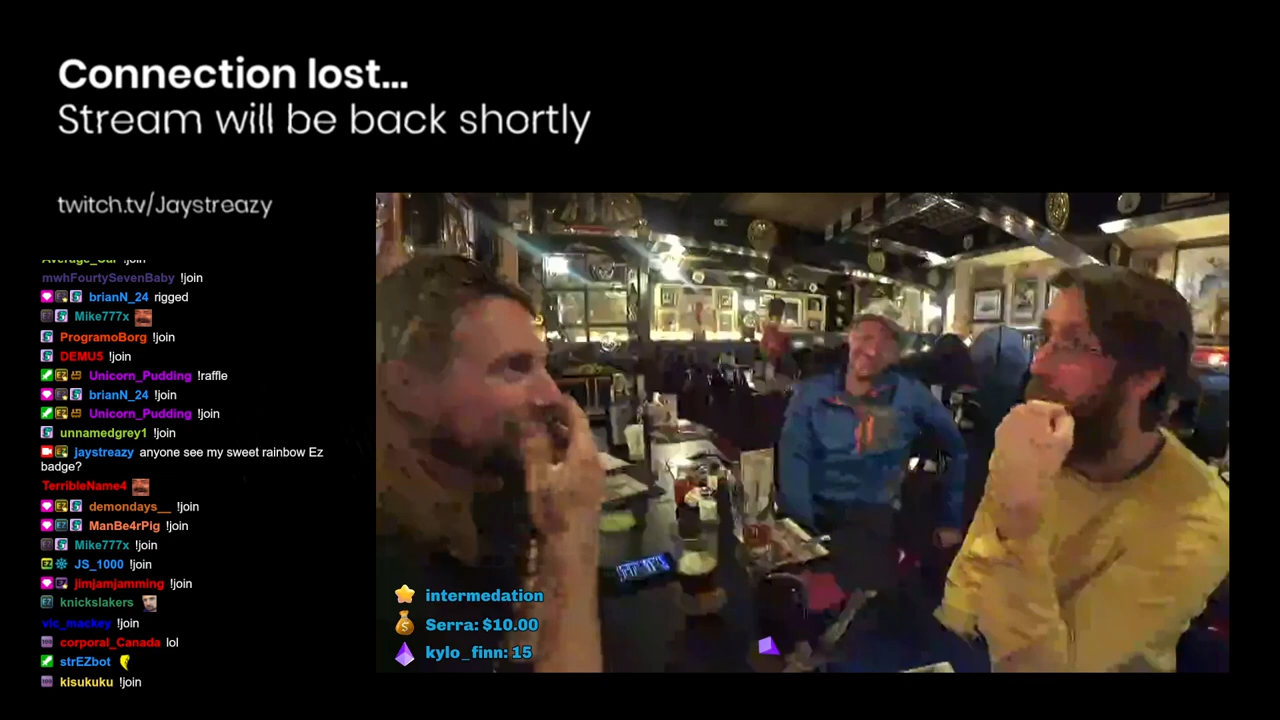 Connection lost...
Stream will be back shortly
twitch.tv/Jaystreazy
mwhFourtySevenBaby !join
brianN_24 rigged
Mike777x
ProgramoBorg !join
DEMU5 !join
Unicorn_Pudding !raffle
brianN_24 !join
Unicorn_Pudding !join
unnamedgrey1 !join
jaystreazy anyone see my sweet rainbow Ez
badge?
TerribleName4
demondays__ !join
ManBe4rPig !join
Mike777x !join
JS_1000 !join
jimjamjamming !join
knickslakers
vic_mackey !join
corporal_Canada lol
strEZbot
kisukuku !join
intermedation
Serra: $10.00
kylo_finn: 15